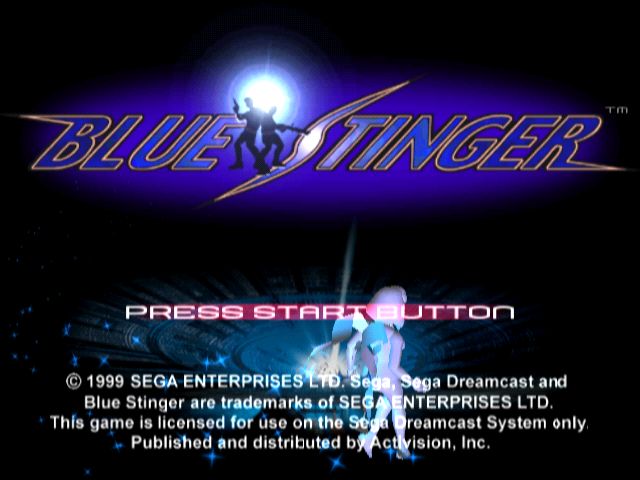 BLUE STINGER TM
PRESS START BUTTON
© 1999 SEGA ENTERPRISES LTD. Sega, Sega Dreamcast and
Blue Stinger are trademarks of SEGA ENTERPRISES LTD.
This game is licensed for use on the Sega Dreamcast System only.
Published and distributed by Activision, Inc.